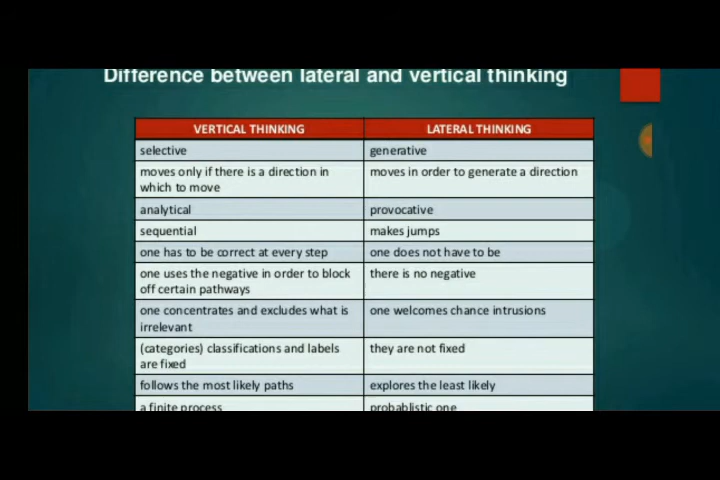 Difference between lateral and vertical thinking
VERTICAL THINKING LATERAL THINKING
selective generative
moves only if there is a direction in moves in order to generate a direction
which to move
analytical provocative
sequential makes jumps
one has to be correct at every step one does not have to be
one uses the negative in order to block there is no negative
off certain pathways
one concentrates and excludes what is one welcomes chance intrusions
irrelevant
(categories) classifications and labels they are not fixed
are fixed
follows the most likely paths explores the least likely
a finite process probablistic one